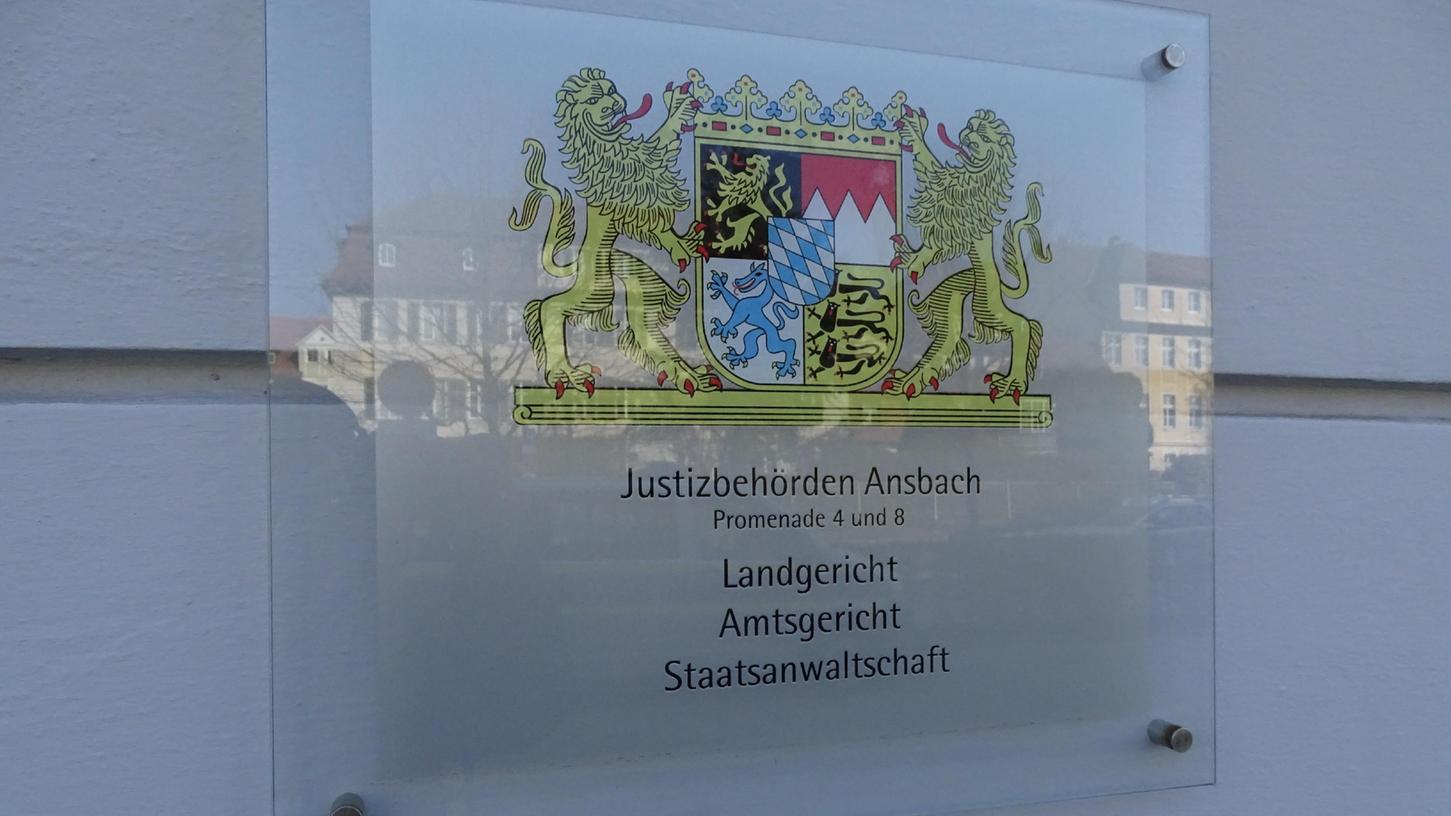 Justizbehörden Ansbach
Promenade 4 und 8
Landgericht
Amtsgericht
Staatsanwaltschaft